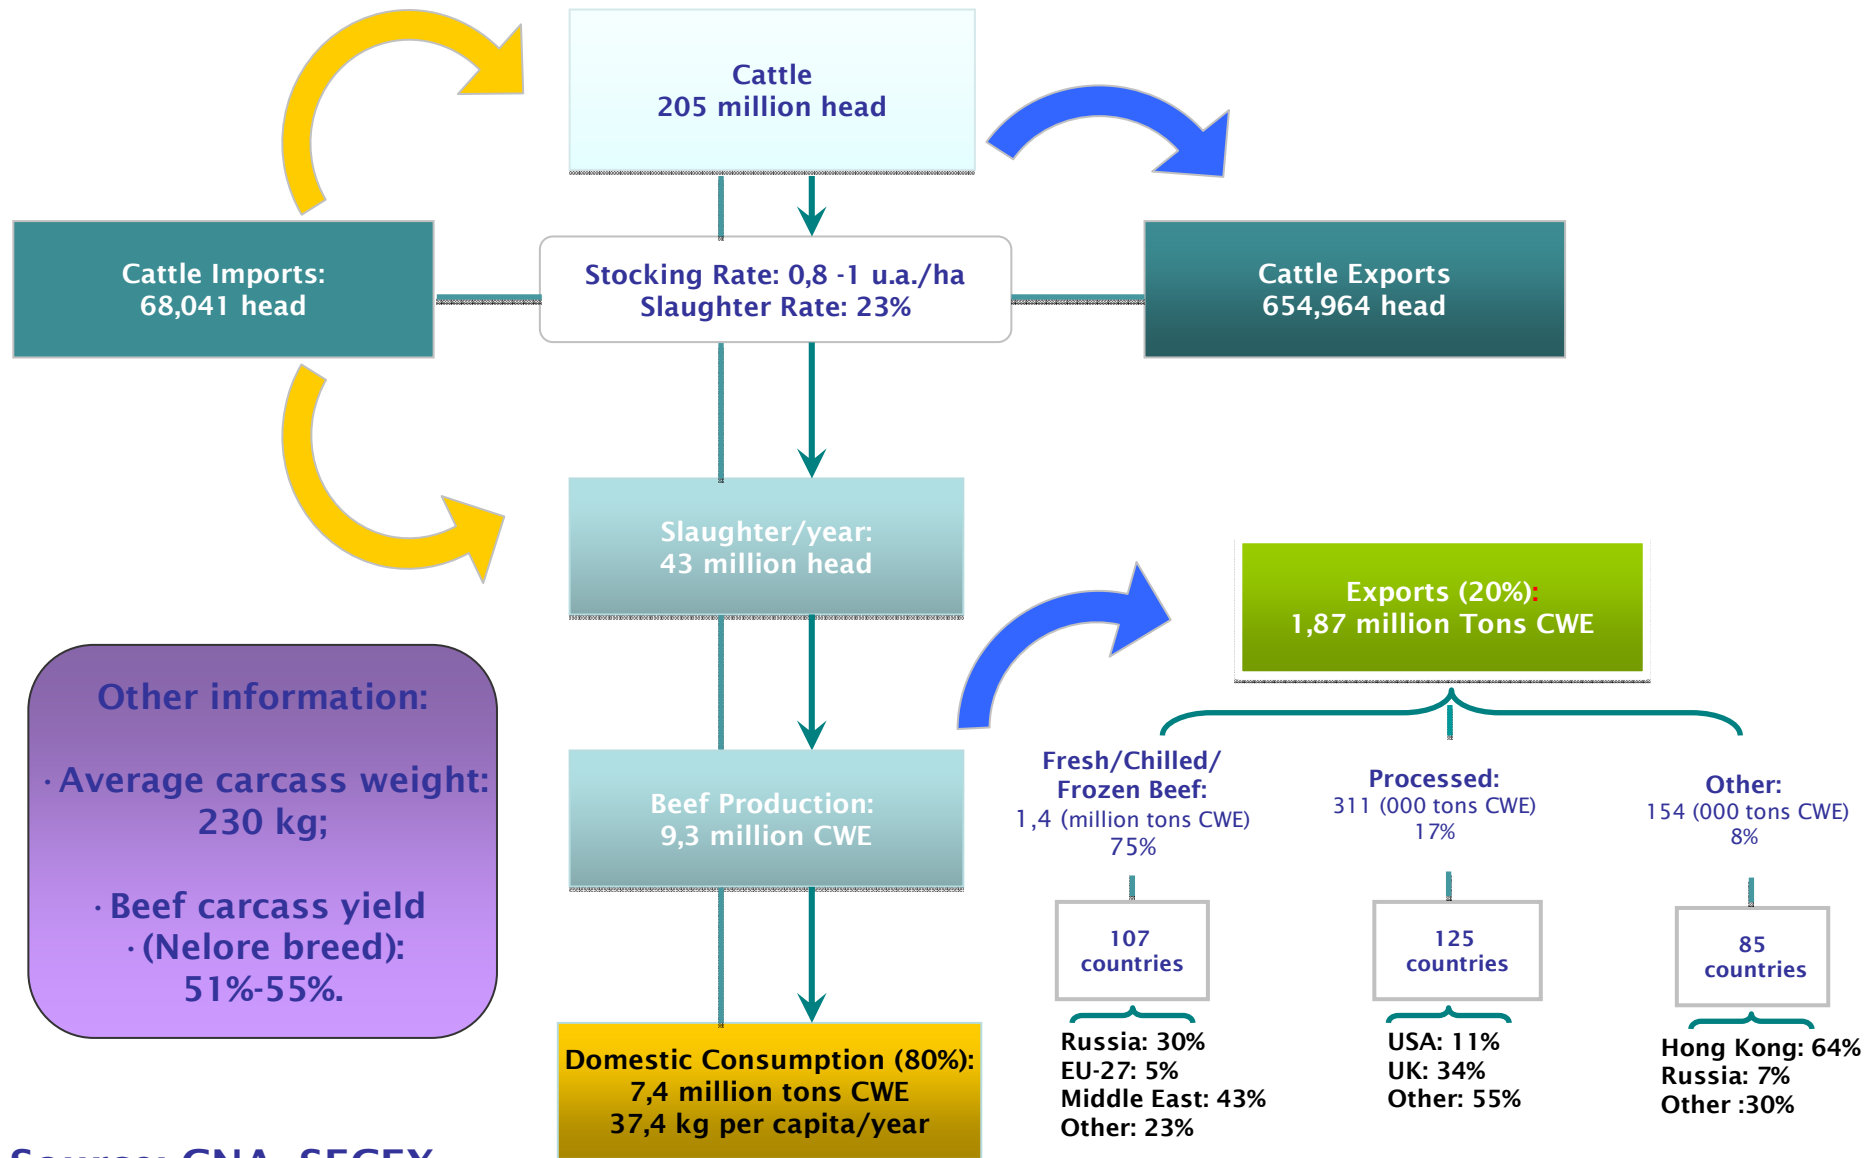 Cattle
205 million head
Cattle Imports:
68,041 head
Stocking Rate: 0,8 -1 u.a./ha
Slaughter Rate: 23%
Cattle Exports
654,964 head
Slaughter/year:
43 million head
Exports (20%):
1,87 million Tons CWE
Other information:
· Average carcass weight:
230 kg;
· Beef carcass yield
· (Nelore breed):
51%-55%.
Beef Production:
9,3 million CWE
Fresh/Chilled/
Frozen Beef:
1,4 (million tons CWE)
75%
Processed:
311 (000 tons CWE)
17%
Other:
154 (000 tons CWE)
8%
107
countries
125
countries
85
countries
Domestic Consumption (80%):
7,4 million tons CWE
37,4 kg per capita/year
Russia: 30%
EU-27: 5%
Middle East: 43%
Other: 23%
USA: 11%
UK: 34%
Other: 55%
Hong Kong: 64%
Russia: 7%
Other :30%
Source: CNA, SECEX